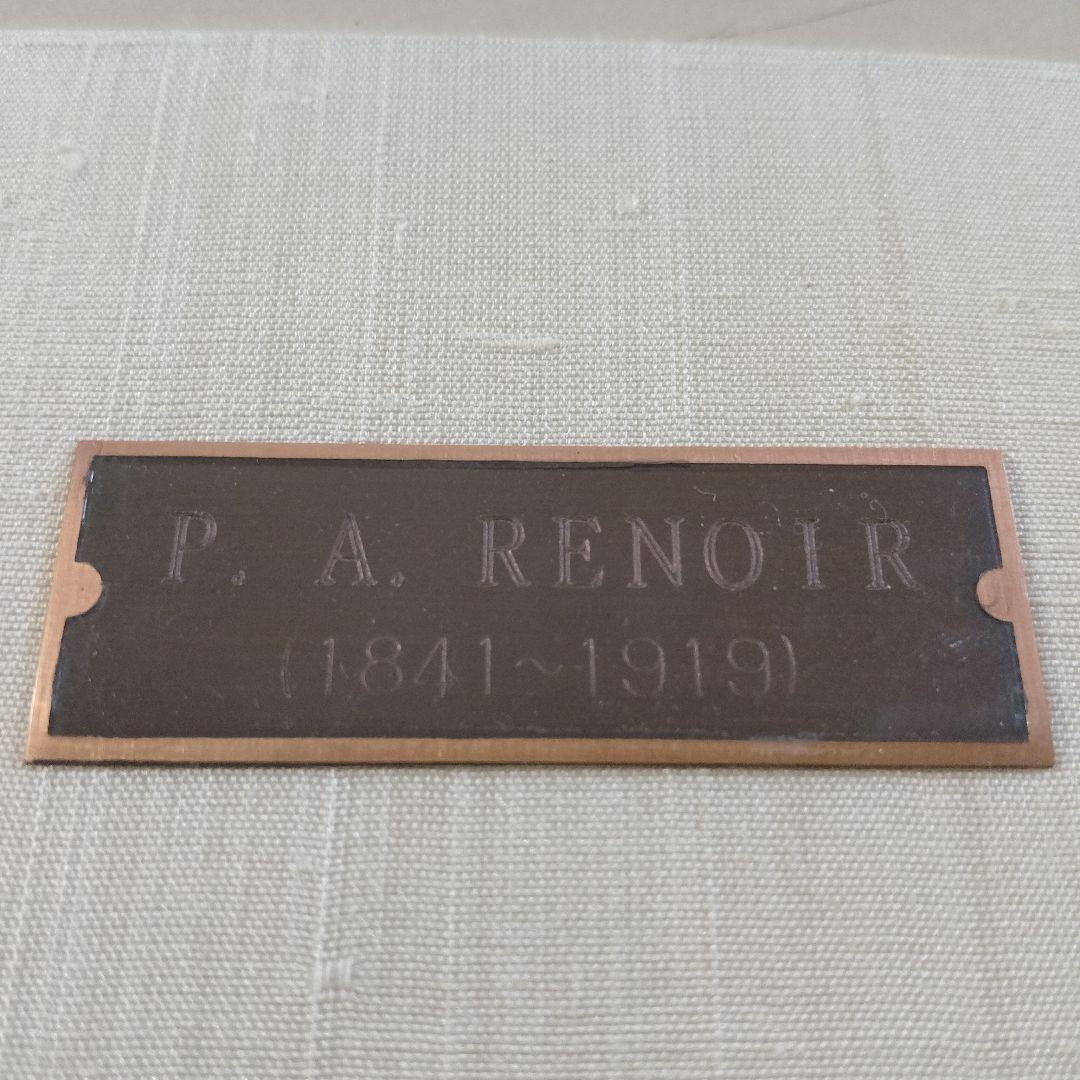 P. A. RENOIR
(1841~1919)